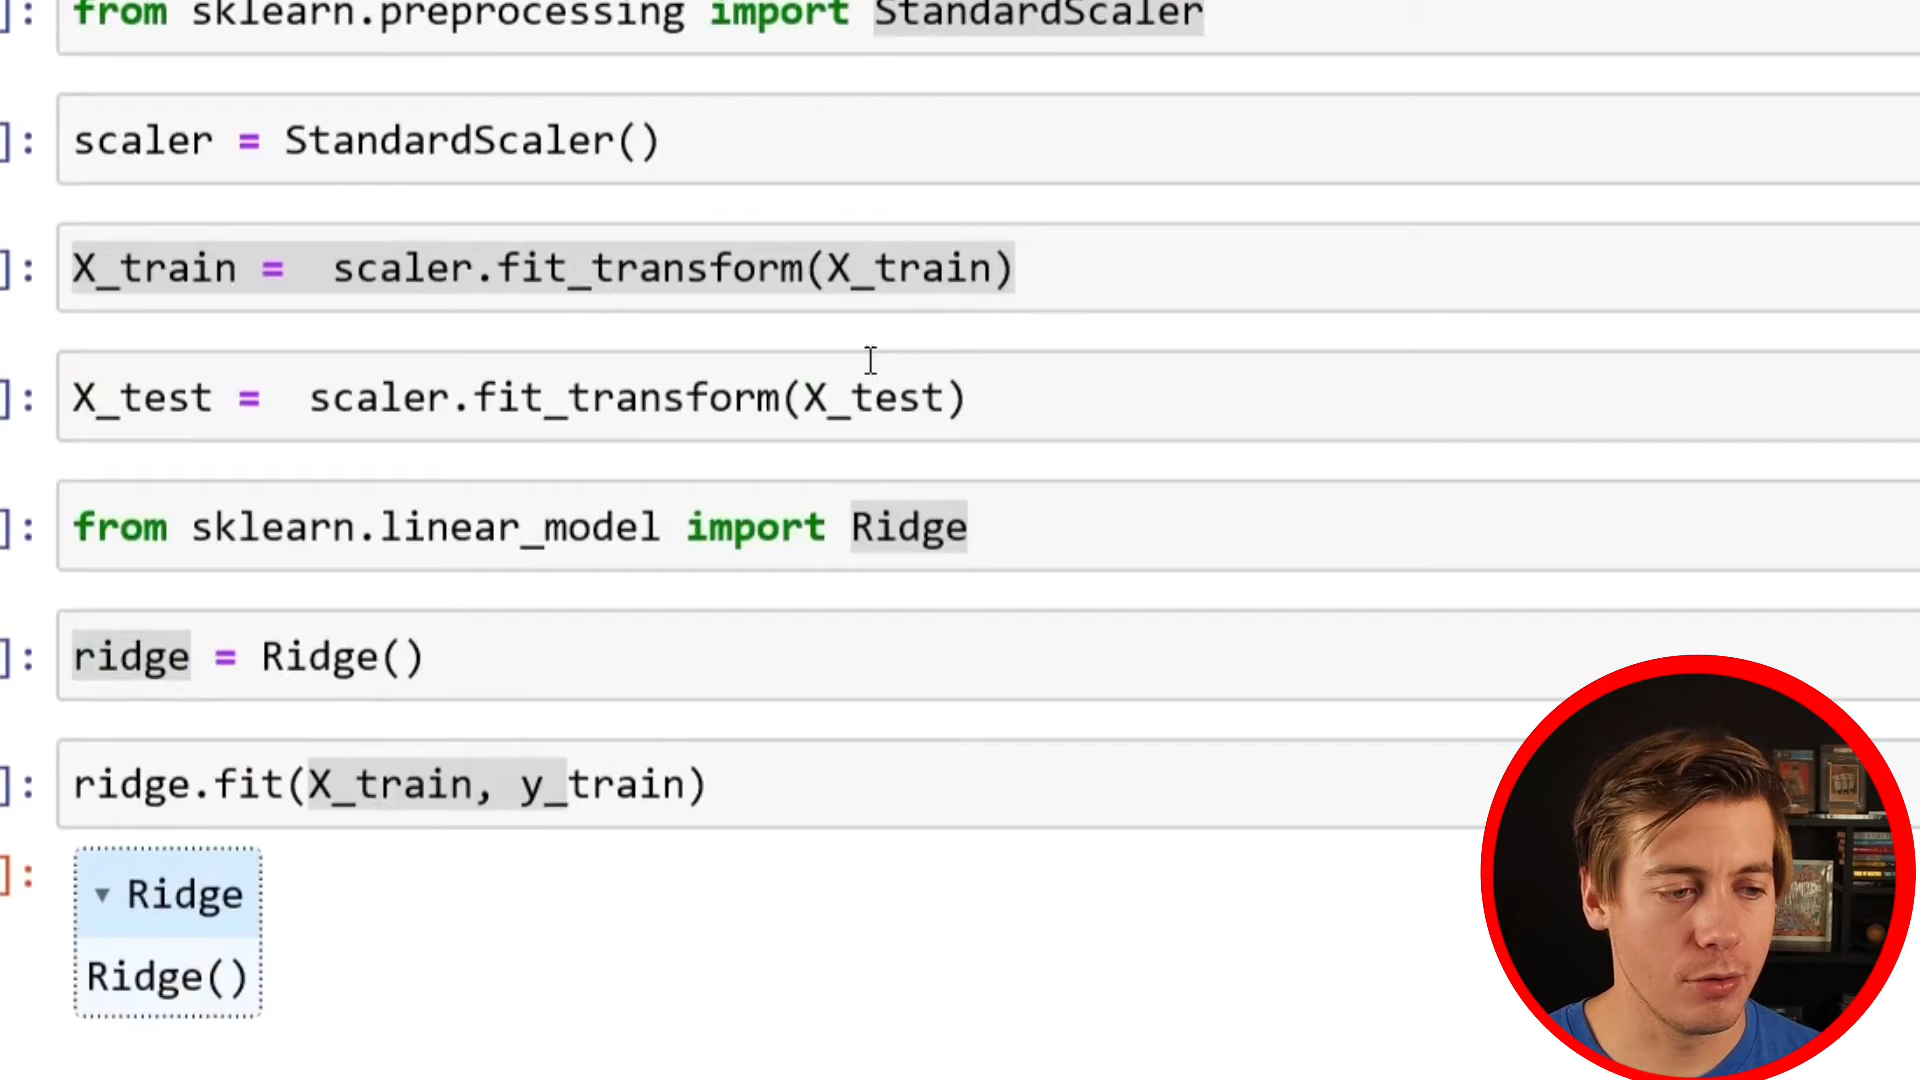 from sklearn.preprocessing import StandardScaler
]:
scaler = StandardScaler()
]:
X_train =  scaler.fit_transform(X_train)
]:
X_test =  scaler.fit_transform(X_test)
]:
from sklearn.linear_model import Ridge
]:
ridge = Ridge()
]:
ridge.fit(X_train, y_train)
]:
▼ Ridge
Ridge()